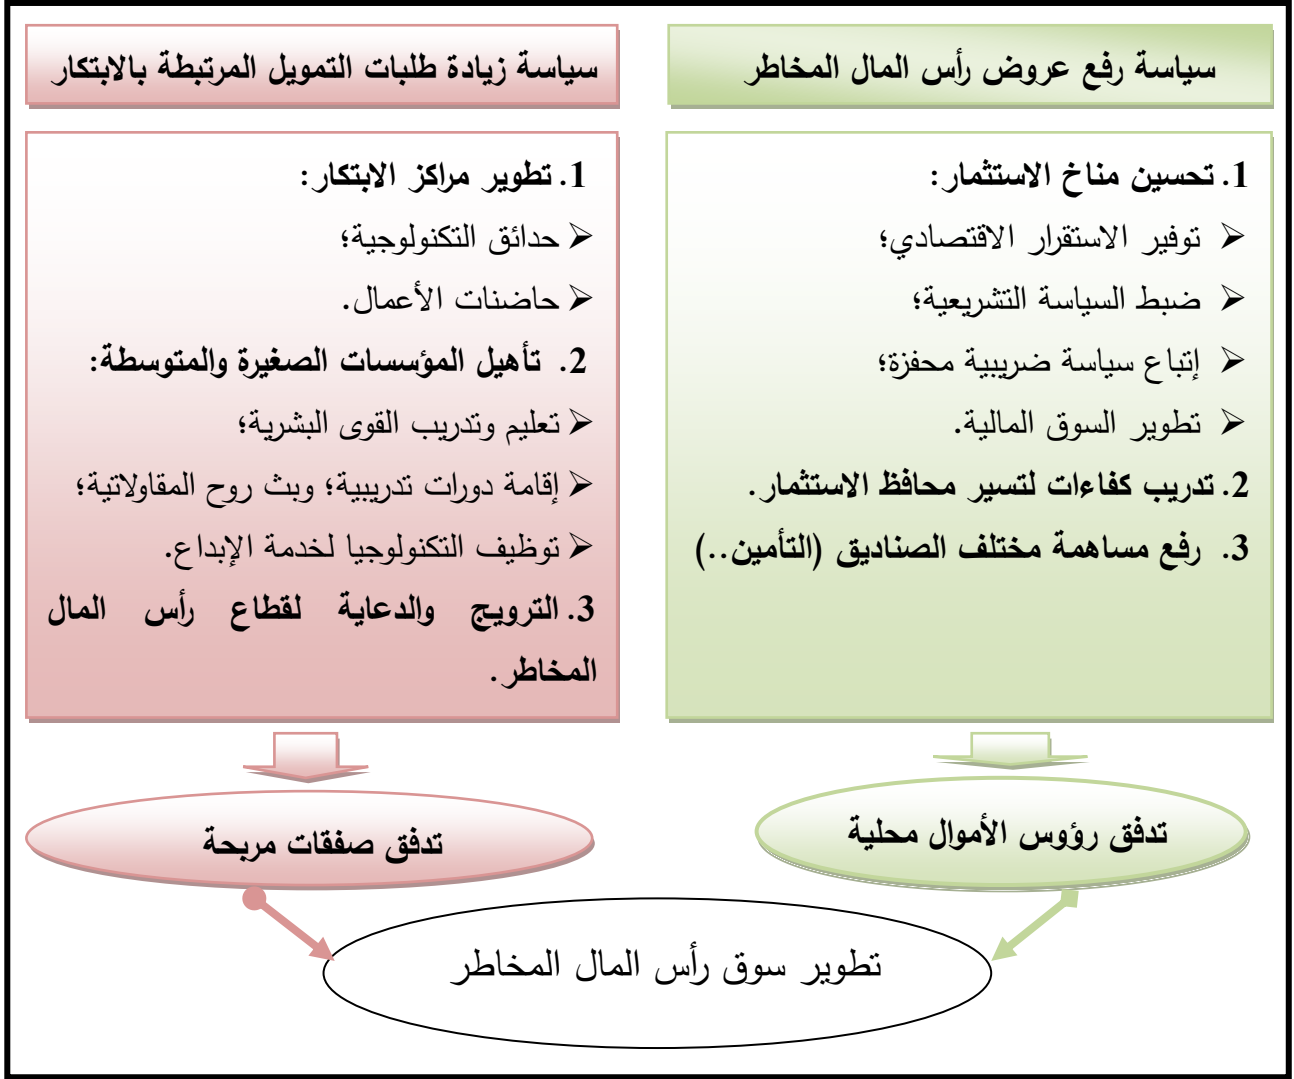 سياسة رفع عروض رأس المال المخاطر
1. تحسين مناخ الاستثمار:
⮚ توفير الاستقرار الاقتصادي؛
⮚ ضبط السياسة التشريعية؛
⮚ إتباع سياسة ضريبية محفزة؛
⮚ تطوير السوق المالية.
2. تدريب كفاءات لتسير محافظ الاستثمار.
3. رفع مساهمة مختلف الصناديق (التأمين..)
تدفق رؤوس الأموال محلية
سياسة زيادة طلبات التمويل المرتبطة بالابتكار
1. تطوير مراكز الابتكار:
⮚ حدائق التكنولوجية؛
⮚ حاضنات الأعمال.
2. تأهيل المؤسسات الصغيرة والمتوسطة:
⮚ تعليم وتدريب القوى البشرية؛
⮚ إقامة دورات تدريبية؛ وبث روح المقاولاتية؛
⮚ توظيف التكنولوجيا لخدمة الإبداع.
3. الترويج والدعاية لقطاع رأس المال
المخاطر.
تدفق صفقات مربحة
تطوير سوق رأس المال المخاطر